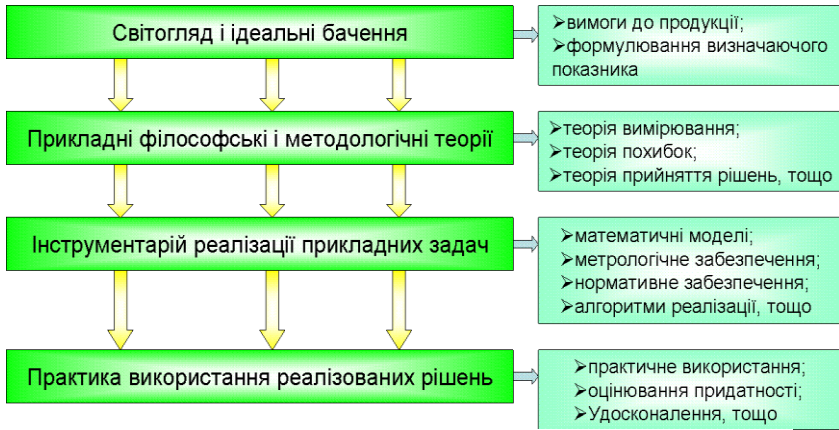 Світогляд і ідеальні бачення
➢вимоги до продукції;
➢формулювання визначаючого
показника
Прикладні філософські і методологічні теорії
➢теорія вимірювання;
➢теорія похибок;
➢теорія прийняття рішень, тощо
Інструментарій реалізації прикладних задач
➢математичні моделі;
➢метрологічне забезпечення;
➢нормативне забезпечення;
➢алгоритми реалізації, тощо
Практика використання реалізованих рішень
➢практичне використання;
➢оцінювання придатності;
➢Удосконалення, тощо